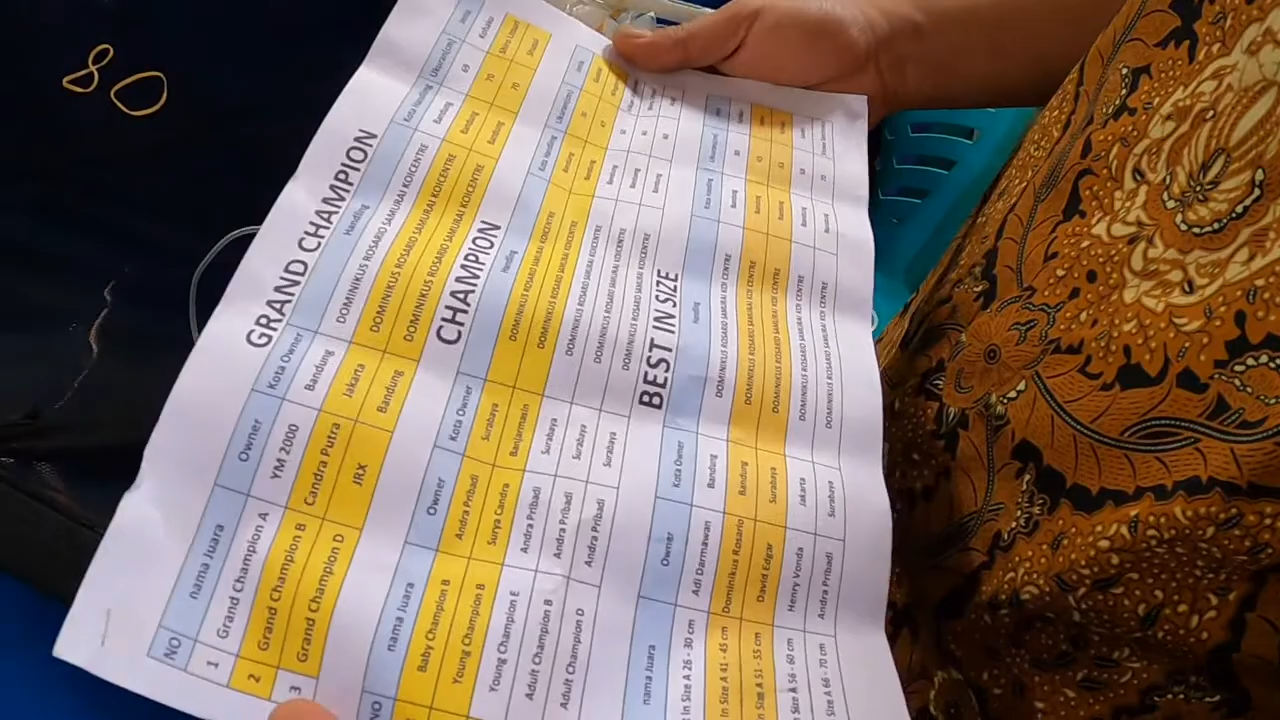 80
GRAND CHAMPION
NO nama Juara Owner Kota Owner Handling Kota Handling Ukuran(cm) Jenis
1 Grand Champion A YM 2000 Bandung DOMINIKUS ROSARIO SAMURAI KOICENTRE Bandung 69 Kohaku
2 Grand Champion B Candra Putra Jakarta DOMINIKUS ROSARIO SAMURAI KOICENTRE Bandung 70 Shiro Utsuri
3 Grand Champion D JRX Bandung DOMINIKUS ROSARIO SAMURAI KOICENTRE Bandung 70
CHAMPION
NO nama Juara Owner Kota Owner Handling Kota Handling Ukuran(cm) Jenis
Baby Champion B Andra Pribadi Surabaya DOMINIKUS ROSARIO SAMURAI KOICENTRE Bandung
Young Champion B Surya Candra Banjarmasin DOMINIKUS ROSARIO SAMURAI KOICENTRE Bandung
Young Champion E Andra Pribadi Surabaya DOMINIKUS ROSARIO SAMURAI KOICENTRE Bandung
Adult Champion B Andra Pribadi Surabaya DOMINIKUS ROSARIO SAMURAI KOICENTRE Bandung
Adult Champion D Andra Pribadi Surabaya DOMINIKUS ROSARIO SAMURAI KOICENTRE Bandung
BEST IN SIZE
nama Juara Owner Kota Owner Handling Kota Handling Ukuran(cm)
In Size A 26 - 30 cm Adi Darmawan Bandung DOMINIKUS ROSARIO SAMURAI KOI CENTRE Bandung
In Size A 41 - 45 cm Dominikus Rosario Bandung DOMINIKUS ROSARIO SAMURAI KOI CENTRE Bandung
Size A 51 - 55 cm David Edgar Surabaya DOMINIKUS ROSARIO SAMURAI KOI CENTRE Bandung
Size A 56 - 60 cm Henry Vonda Jakarta DOMINIKUS ROSARIO SAMURAI KOI CENTRE Bandung
Size A 66 - 70 cm Andra Pribadi Surabaya DOMINIKUS ROSARIO SAMURAI KOI CENTRE Bandung